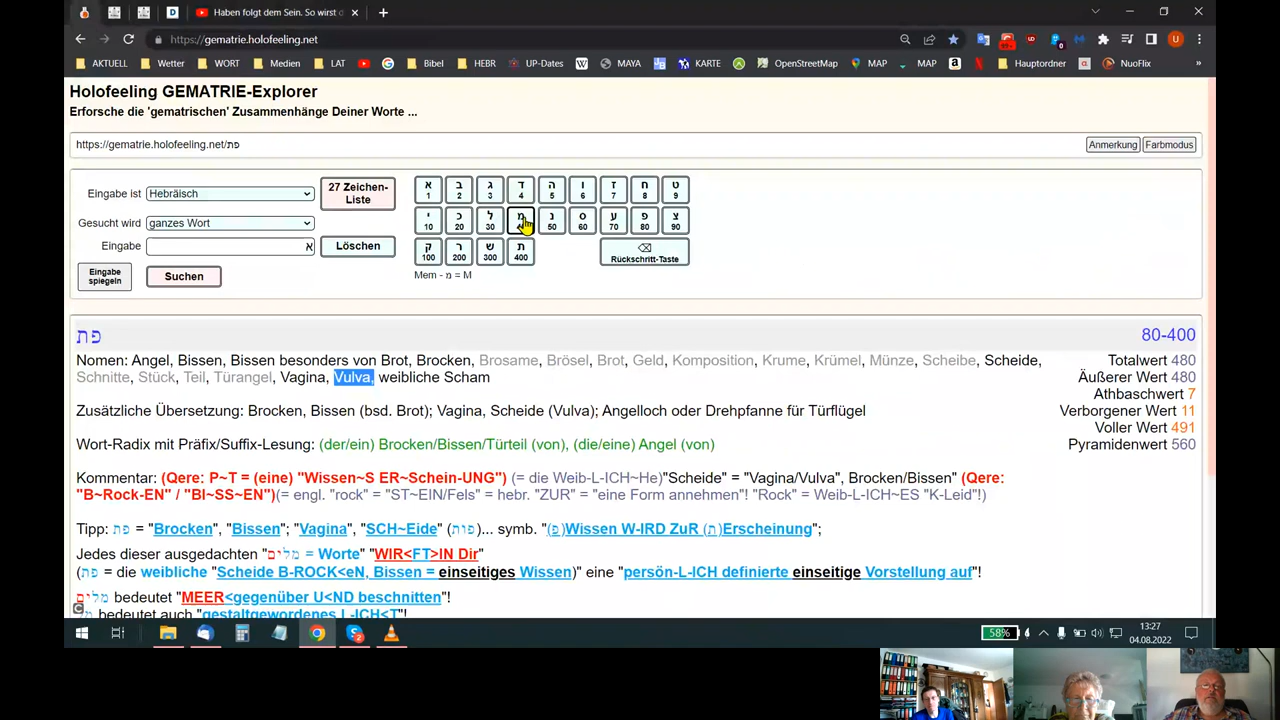 Haben folgt dem Sein. So wirst d
https://gematrie.holofeeling.net
AKTUELL Wetter WORT Medien LAT Bibel HEBR UP-Dates MAYA KARTE OpenStreetMap MAP MAP Hauptordner NuoFlix »
Holofeeling GEMATRIE-Explorer
Erforsche die 'gematrischen' Zusammenhänge Deiner Worte ...
https://gematrie.holofeeling.net/פת Anmerkung Farbmodus
Eingabe ist Hebräisch 27 Zeichen-Liste
Gesucht wird ganzes Wort
Eingabe א Löschen
Eingabe spiegeln Suchen
א ב ג ד ה ו ז ח ט
1 2 3 4 5 6 7 8 9
י כ ל מ נ ס ע פ צ
10 20 30 50 60 70 80 90
ק ר ש ת
100 200 300 400 Rückschritt-Taste
Mem - מ = M
פת 80-400
Nomen: Angel, Bissen, Bissen besonders von Brot, Brocken, Brosame, Brösel, Brot, Geld, Komposition, Krume, Krümel, Münze, Scheibe, Scheide, Totalwert 480
Schnitte, Stück, Teil, Türangel, Vagina, Vulva, weibliche Scham Äußerer Wert 480
Athbaschwert 7
Zusätzliche Übersetzung: Brocken, Bissen (bsd. Brot); Vagina, Scheide (Vulva); Angelloch oder Drehpfanne für Türflügel Verborgener Wert 11
Voller Wert 491
Wort-Radix mit Präfix/Suffix-Lesung: (der/ein) Brocken/Bissen/Türteil (von), (die/eine) Angel (von) Pyramidenwert 560
Kommentar: (Qere: P~T = (eine) "Wissen~S ER~Schein-UNG") (= die Weib-L-ICH~He)"Scheide" = "Vagina/Vulva", Brocken/Bissen" (Qere:
"B~Rock-EN" / "BI~SS~EN")(= engl. "rock" = "ST~EIN/Fels" = hebr. "ZUR" = "eine Form annehmen"! "Rock" = Weib-L-ICH~ES "K-Leid"!)
Tipp: פת = "Brocken", "Bissen"; "Vagina", "SCH~Eide" (פות)... symb. "(פ)Wissen W-IRD ZuR (ת)Erscheinung";
Jedes dieser ausgedachten "מלים = Worte" "WIR<FT>IN Dir"
(פת = die weibliche "Scheide B-ROCK<eN, Bissen = einseitiges Wissen)" eine "persön-L-ICH definierte einseitige Vorstellung auf"!
מלים bedeutet "MEER<gegenüber U<ND beschnitten"!
מל bedeutet auch "gestaltgewordenes L-ICH<T"!
58% 13:27
04.08.2022